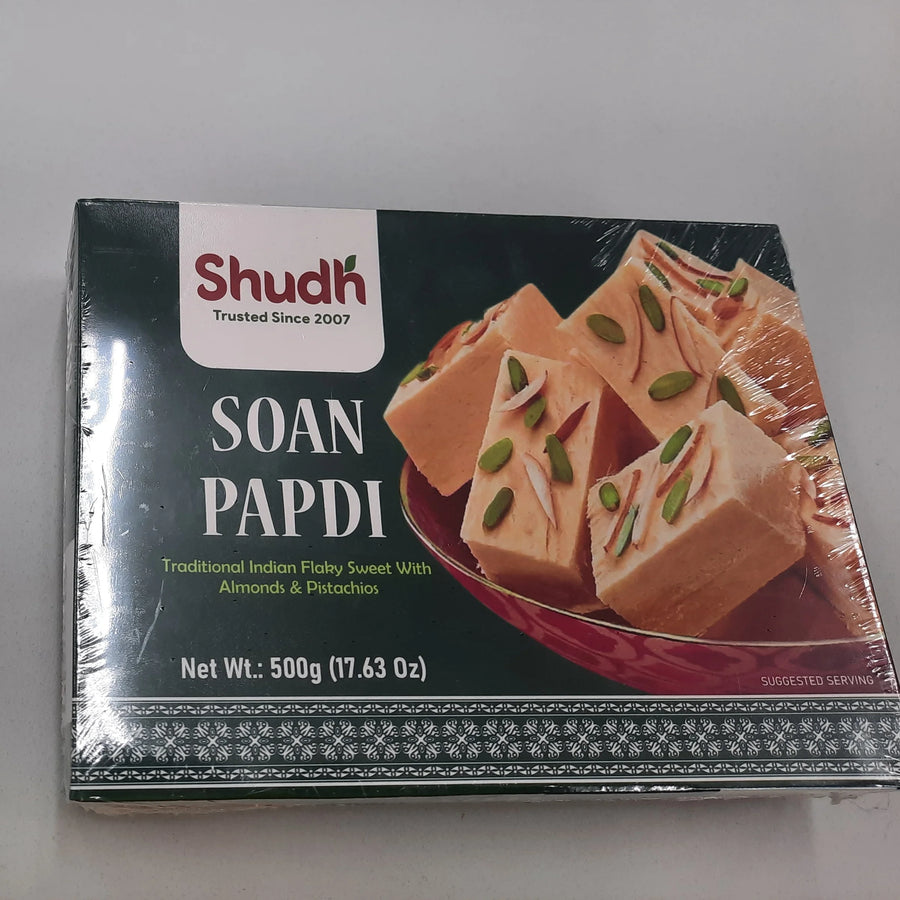 Shudh
Trusted Since 2007
SOAN
PAPDI
Traditional Indian Flaky Sweet With
Almonds & Pistachios
Net Wt.: 500g (17.63 Oz)
SUGGESTED SERVING